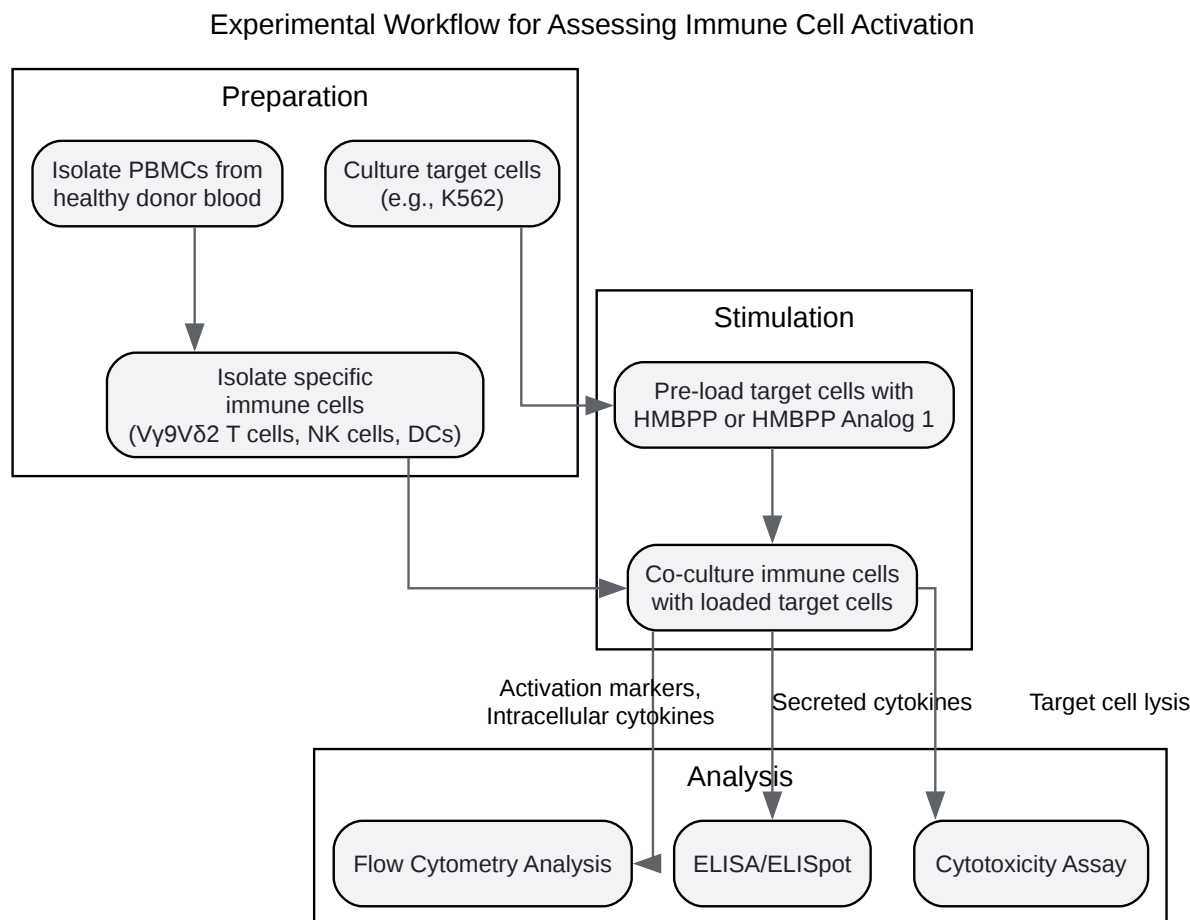 Experimental Workflow for Assessing Immune Cell Activation
Preparation
Isolate PBMCs from
healthy donor blood
Culture target cells
(e.g., K562)
Isolate specific
immune cells
(Vγ9Vδ2 T cells, NK cells, DCs)
Stimulation
Pre-load target cells with
HMBPP or HMBPP Analog 1
Co-culture immune cells
with loaded target cells
Activation markers,
Intracellular cytokines
Secreted cytokines
Target cell lysis
Analysis
Flow Cytometry Analysis
ELISA/ELISpot
Cytotoxicity Assay